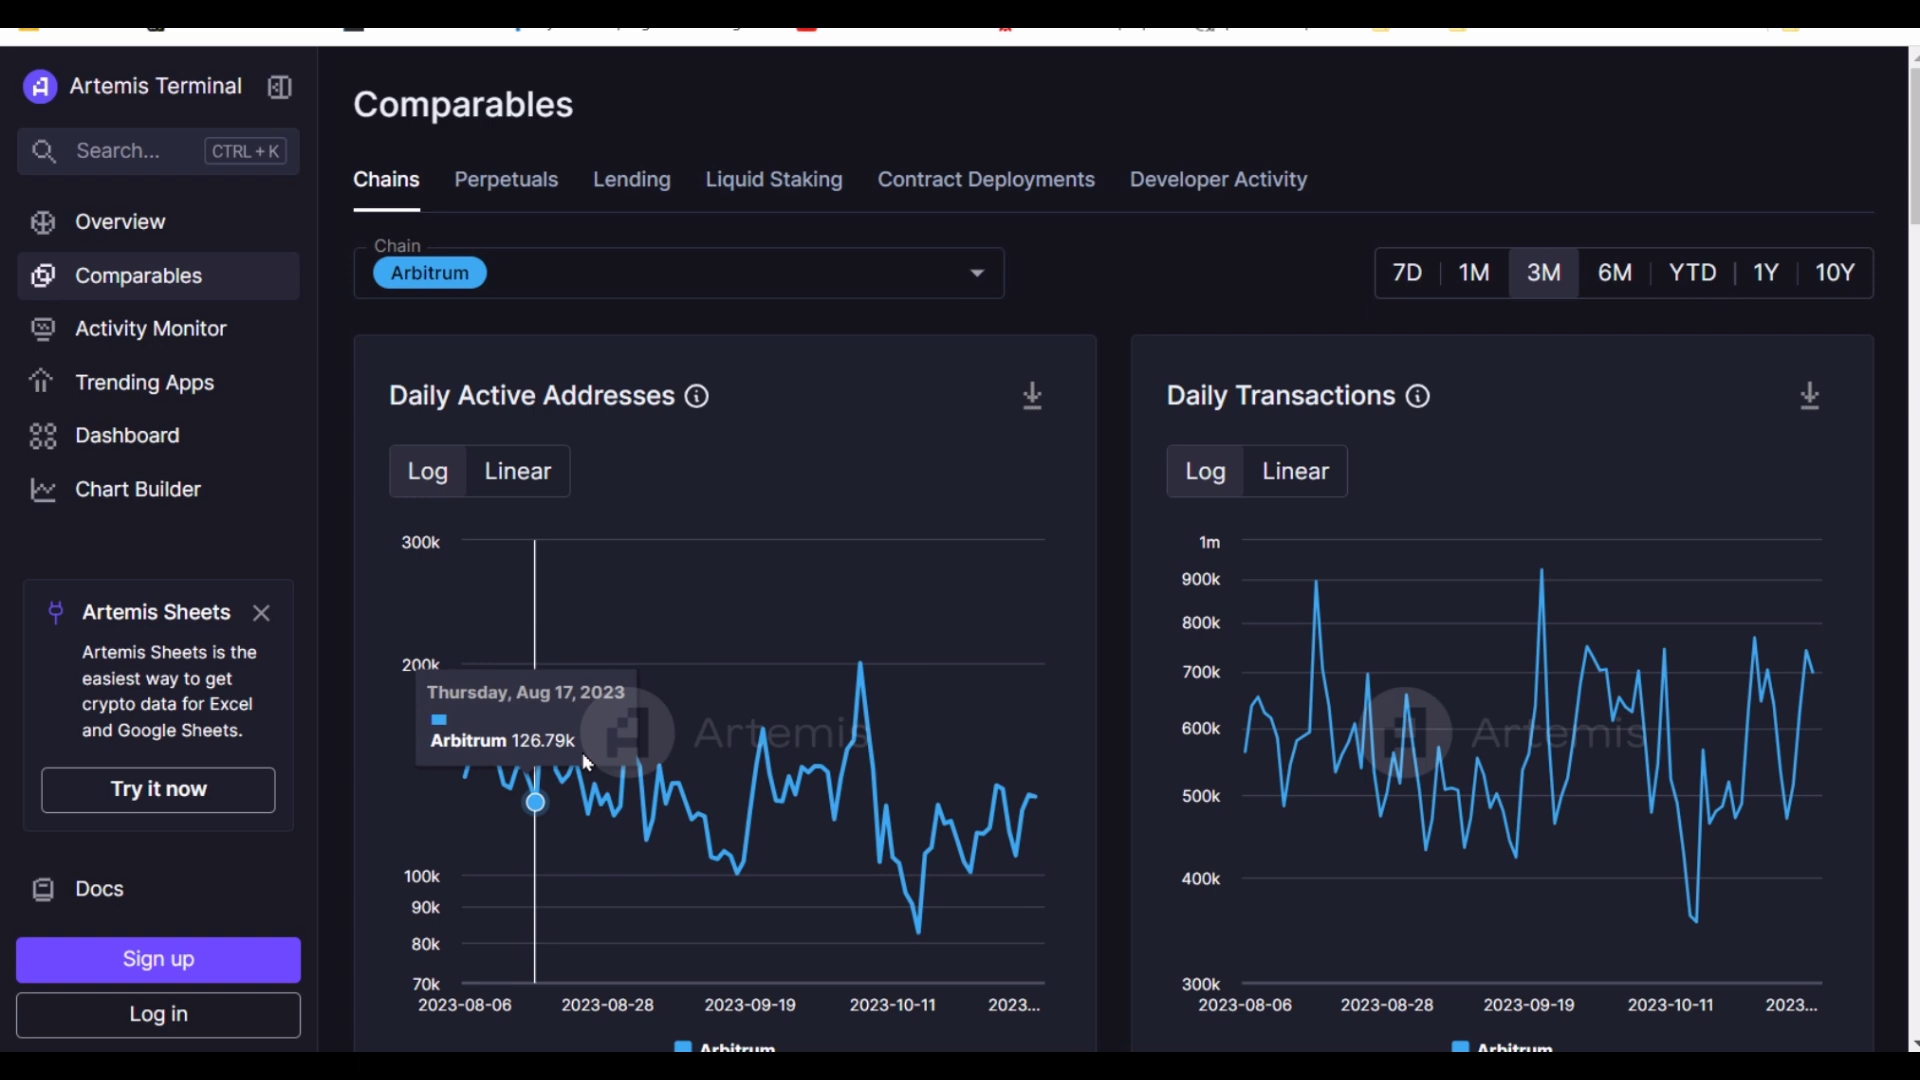 Artemis Terminal
Search...
CTRL + K
Overview
Comparables
Activity Monitor
Trending Apps
Dashboard
Chart Builder
Artemis Sheets
Artemis Sheets is the
easiest way to get
crypto data for Excel
and Google Sheets.
Try it now
Docs
Sign up
Log in
Comparables
Chains Perpetuals Lending Liquid Staking Contract Deployments Developer Activity
Chain
Arbitrum
7D 1M 3M 6M YTD 1Y 10Y
Daily Active Addresses
Log Linear
300k
200k
Thursday, Aug 17, 2023
Arbitrum 126.79k
Artemis
100k
90k
80k
70k
2023-08-06 2023-08-28 2023-09-19 2023-10-11 2023...
Arbitrum
Daily Transactions
Log Linear
1m
900k
800k
700k
600k
Artemis
500k
400k
300k
2023-08-06 2023-08-28 2023-09-19 2023-10-11 2023...
Arbitrum